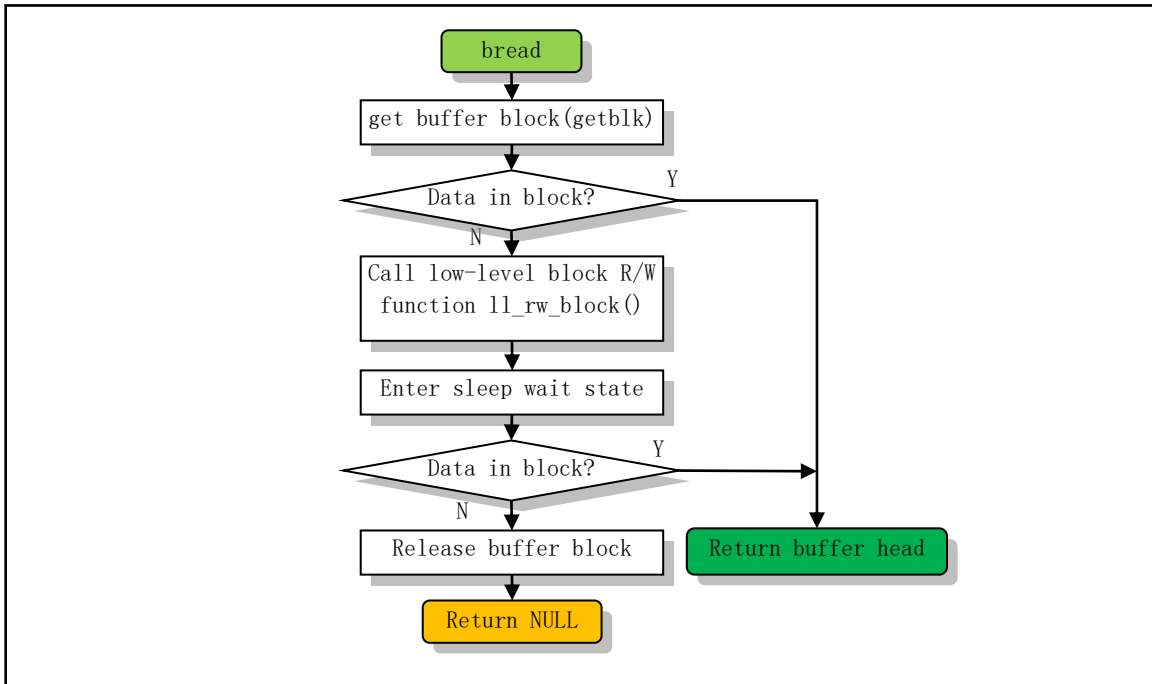 bread
get buffer block(getblk)
Data in block?
Y
N
Call low-level block R/W
function ll_rw_block()
Enter sleep wait state
Data in block?
Y
N
Release buffer block
Return buffer head
Return NULL